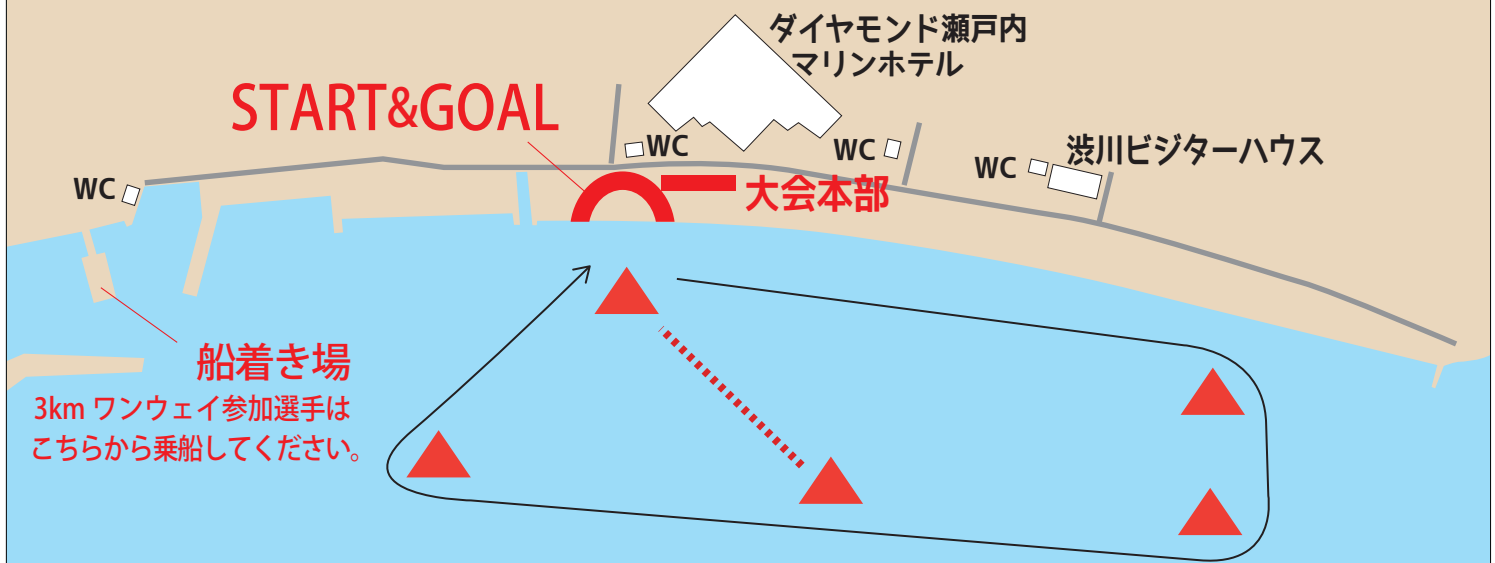 ダイヤモンド瀬戸内
マリンホテル
START&GOAL
WC
WC
WC
渋川ビジターハウス
WC
大会本部
船着き場
3km ワンウェイ参加選手は
こちらから乗船してください。